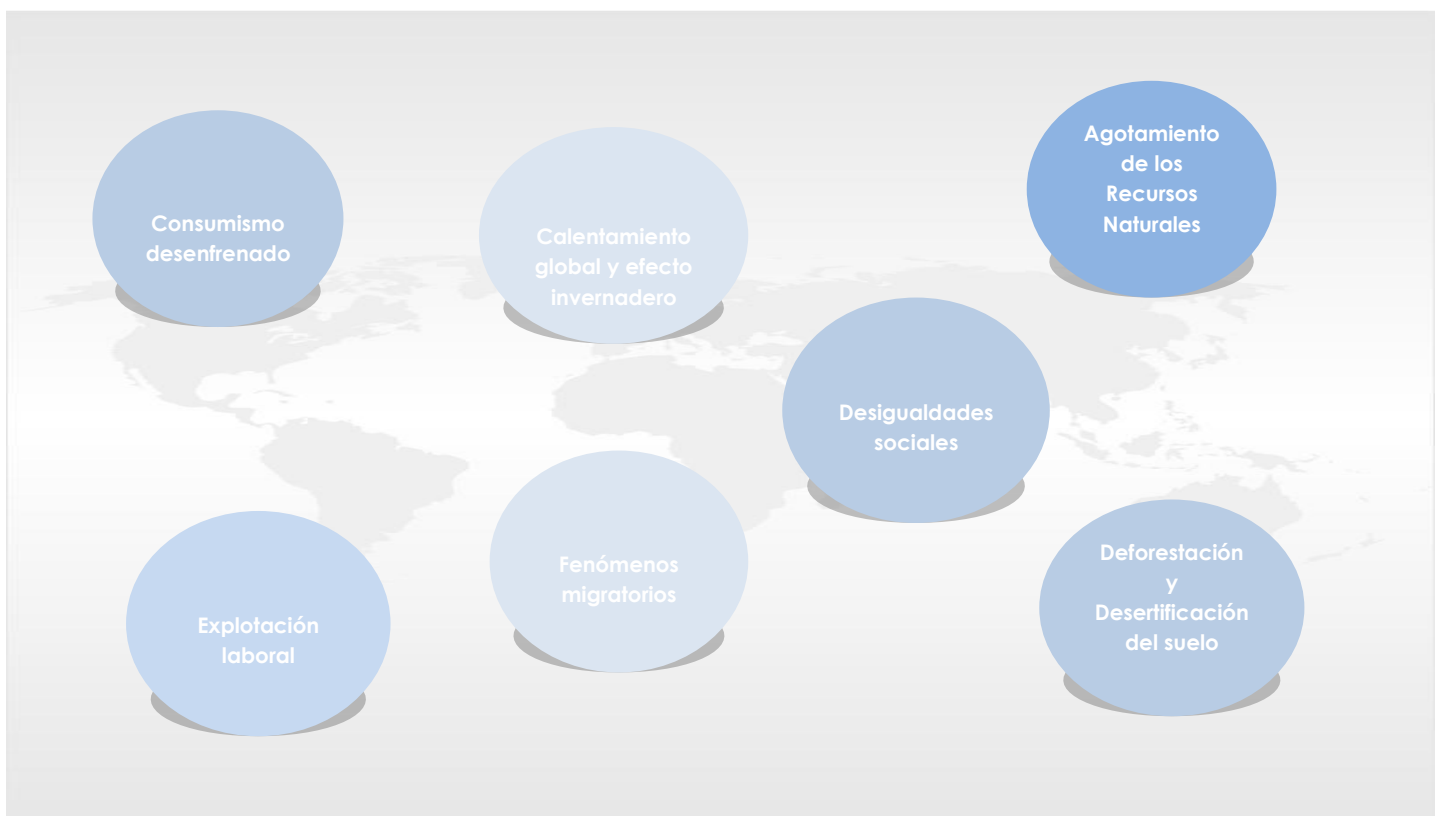 Consumismo
desenfrenado
Calentamiento
global y efecto
invernadero
Agotamiento
de los
Recursos
Naturales
Desigualdades
sociales
Explotación
laboral
Fenómenos
migratorios
Deforestación
y
Desertificación
del suelo